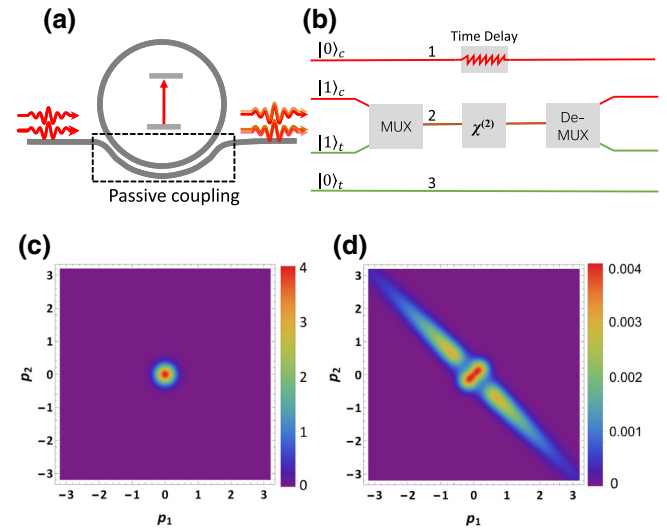 (a)
Passive coupling
(b)
Time Delay
|0⟩c 1
|1⟩c
MUX 2 χ(2) De-MUX
|1⟩t
|0⟩t 3
(c)
3
2
1
0
−1
−2
−3
p2
−3 −2 −1 0 1 2 3
p1
4
3
2
1
0
(d)
3
2
1
0
−1
−2
−3
p2
−3 −2 −1 0 1 2 3
p1
0.004
0.003
0.002
0.001
0